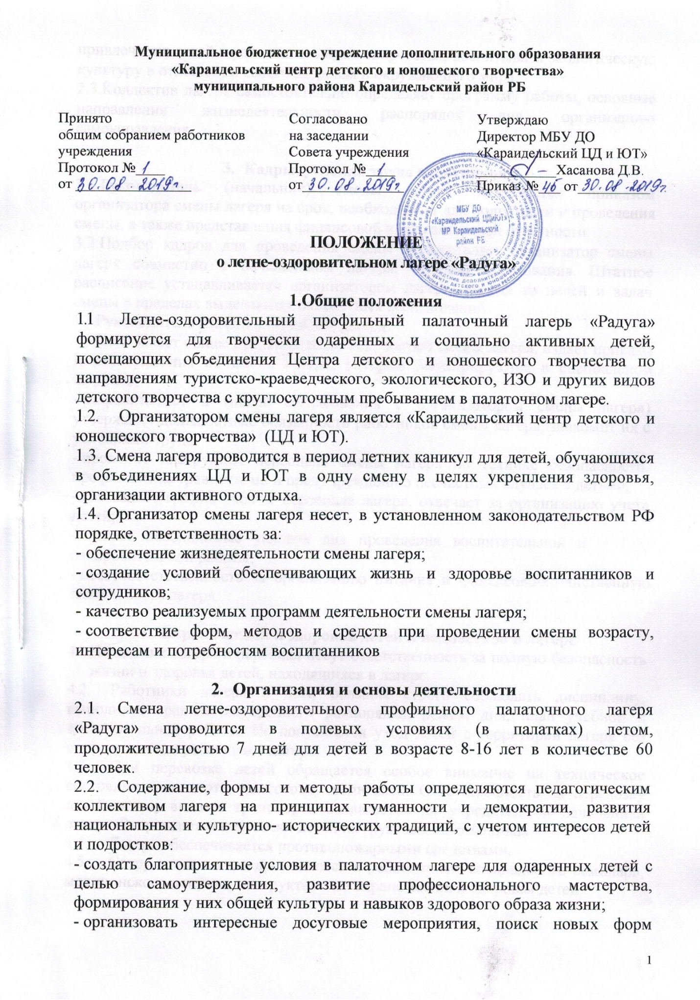 Муниципальное бюджетное учреждение дополнительного образования
«Караидельский центр детского и юношеского творчества»
муниципального района Караидельский район РБ
Принято
общим собранием работников
учреждения
Протокол № 1
от 30.08.2019г
Согласовано
на заседании
Совета учреждения
Протокол № 1
от 30.08.2019г
Утверждаю
Директор МБУ ДО
«Караидельский ЦД и ЮТ»
Хасанова Д.В.
Приказ № 46 от 30.08.2019г.
МБУ ДО
«Караидельский ЦДиЮТ»
МР Караидельский
район РБ
ПОЛОЖЕНИЕ
о летне-оздоровительном лагере «Радуга»
1.Общие положения
1.1 Летне-оздоровительный профильный палаточный лагерь «Радуга»
формируется для творчески одаренных и социально активных детей,
посещающих объединения Центра детского и юношеского творчества по
направлениям туристско-краеведческого, экологического, ИЗО и других видов
детского творчества с круглосуточным пребыванием в палаточном лагере.
1.2. Организатором смены лагеря является «Караидельский центр детского и
юношеского творчества» (ЦД и ЮТ).
1.3. Смена лагеря проводится в период летних каникул для детей, обучающихся
в объединениях ЦД и ЮТ в одну смену в целях укрепления здоровья,
организации активного отдыха.
1.4. Организатор смены лагеря несет, в установленном законодательством РФ
порядке, ответственность за:
- обеспечение жизнедеятельности смены лагеря;
- создание условий обеспечивающих жизнь и здоровье воспитанников и
сотрудников;
- качество реализуемых программ деятельности смены лагеря;
- соответствие форм, методов и средств при проведении смены возрасту,
интересам и потребностям воспитанников
2. Организация и основы деятельности
2.1. Смена летне-оздоровительного профильного палаточного лагеря
«Радуга» проводится в полевых условиях (в палатках) летом,
продолжительностью 7 дней для детей в возрасте 8-16 лет в количестве 60
человек.
2.2. Содержание, формы и методы работы определяются педагогическим
коллективом лагеря на принципах гуманности и демократии, развития
национальных и культурно- исторических традиций, с учетом интересов детей
и подростков:
- создать благоприятные условия в палаточном лагере для одаренных детей с
целью самоутверждения, развитие профессионального мастерства,
формирования у них общей культуры и навыков здорового образа жизни;
- организовать интересные досуговые мероприятия, поиск новых форм
1